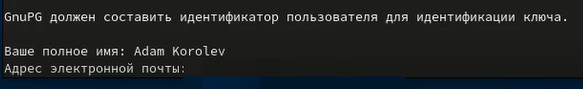 GnuPG должен составить идентификатор пользователя для идентификации ключа.
Ваше полное имя: Adam Korolev
Адрес электронной почты: